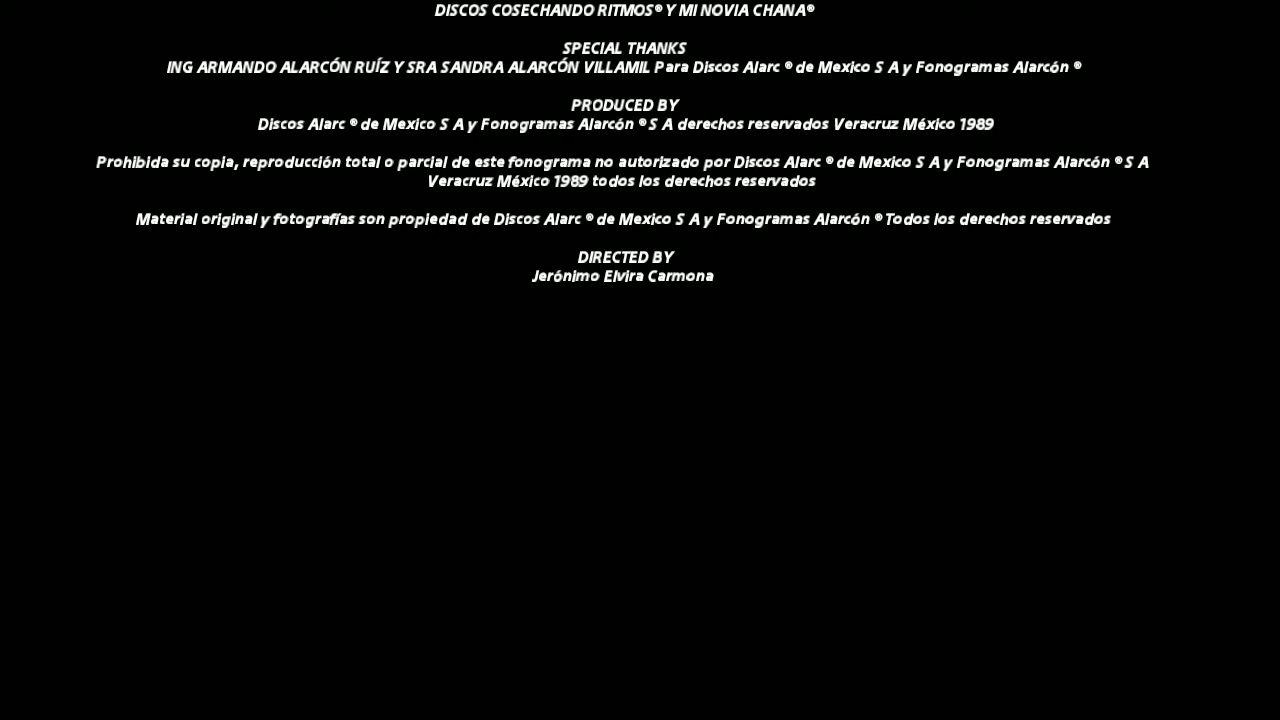 DISCOS COSECHANDO RITMOS® Y MI NOVIA CHANA®
SPECIAL THANKS
ING ARMANDO ALARCÓN RUÍZ Y SRA SANDRA ALARCÓN VILLAMIL Para Discos Alarc ® de Mexico S A y Fonogramas Alarcón ®
PRODUCED BY
Discos Alarc ® de Mexico S A y Fonogramas Alarcón ® S A derechos reservados Veracruz México 1989
Prohibida su copia, reproducción total o parcial de este fonograma no autorizado por Discos Alarc ® de Mexico S A y Fonogramas Alarcón ® S A
Veracruz México 1989 todos los derechos reservados
Material original y fotografías son propiedad de Discos Alarc ® de Mexico S A y Fonogramas Alarcón ® Todos los derechos reservados
DIRECTED BY
Jerónimo Elvira Carmona